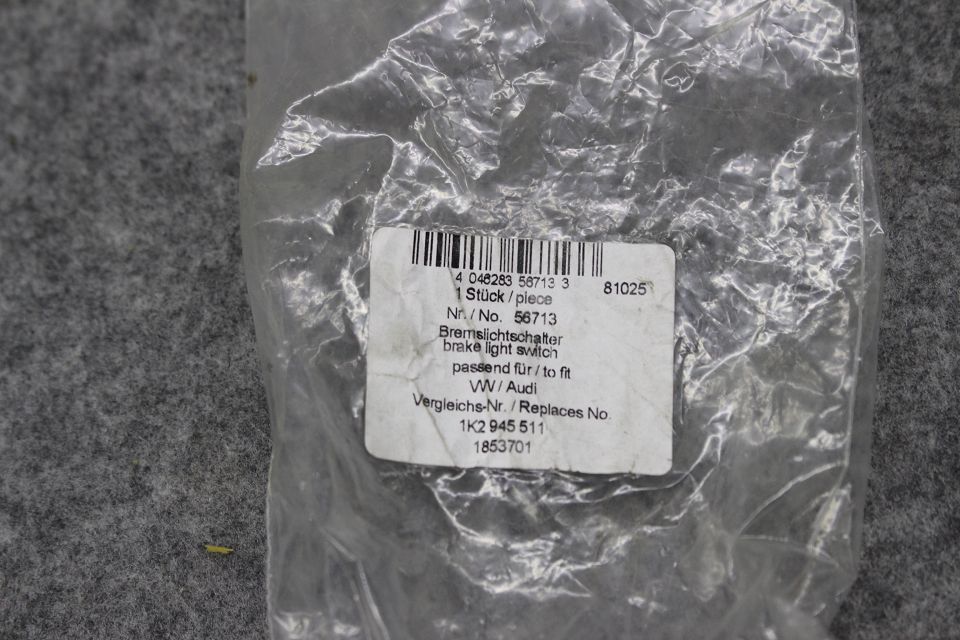 4 046283 56713 3
81025
1 Stück / piece
Nr. / No. 56713
Bremslichtschalter
brake light switch
passend für / to fit
VW / Audi
Vergleichs-Nr. / Replaces No.
1K2 945 511
1853701